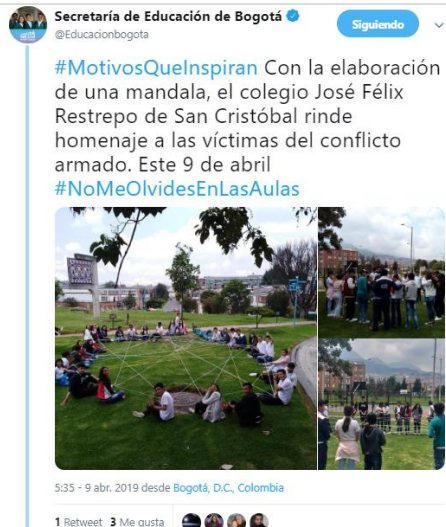 Secretaría de Educación de Bogotá
@Educacionbogota
Siguiendo
#MotivosQueInspiran Con la elaboración
de una mandala, el colegio José Félix
Restrepo de San Cristóbal rinde
homenaje a las víctimas del conflicto
armado. Este 9 de abril
#NoMeOlvidesEnLasAulas
5:35 - 9 abr. 2019 desde Bogotá, D.C., Colombia
1 Retweet 3 Me gusta